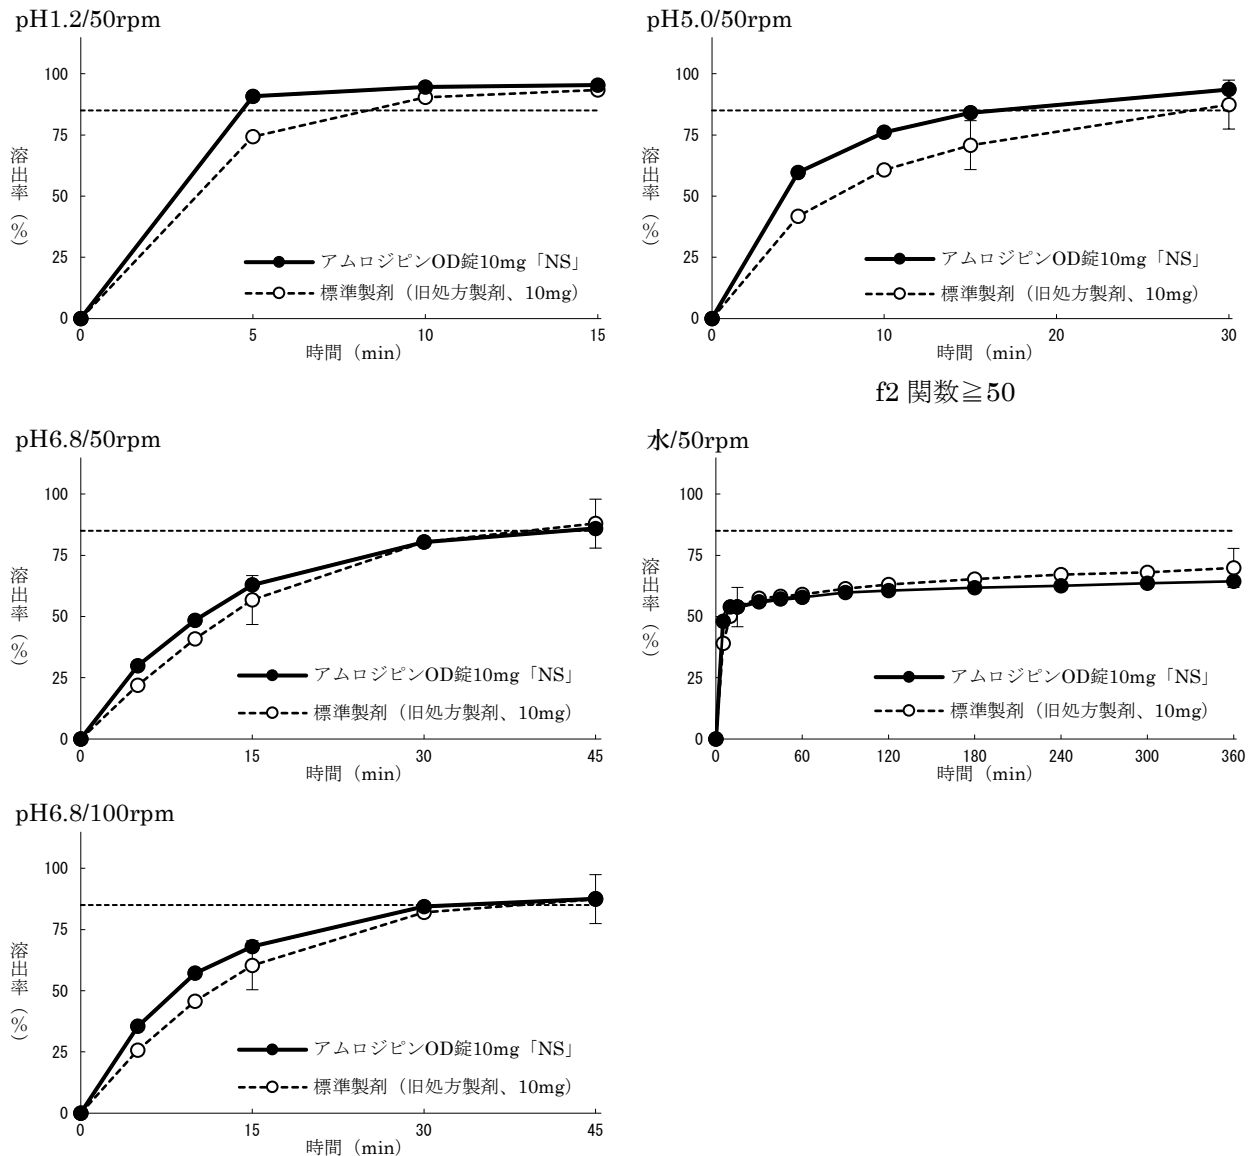 pH1.2/50rpm
100
75
50
25
0
溶出率（%）
アムロジピンOD錠10mg「NS」
標準製剤（旧処方製剤、10mg）
0 5 10 15
時間（min）
pH5.0/50rpm
100
75
50
25
0
溶出率（%）
アムロジピンOD錠10mg「NS」
標準製剤（旧処方製剤、10mg）
0 10 20 30
時間（min）
f2 関数≧50
pH6.8/50rpm
100
75
50
25
0
溶出率（%）
アムロジピンOD錠10mg「NS」
標準製剤（旧処方製剤、10mg）
0 15 30 45
時間（min）
水/50rpm
100
75
50
25
0
溶出率（%）
アムロジピンOD錠10mg「NS」
標準製剤（旧処方製剤、10mg）
0 60 120 180 240 300 360
時間（min）
pH6.8/100rpm
100
75
50
25
0
溶出率（%）
アムロジピンOD錠10mg「NS」
標準製剤（旧処方製剤、10mg）
0 15 30 45
時間（min）